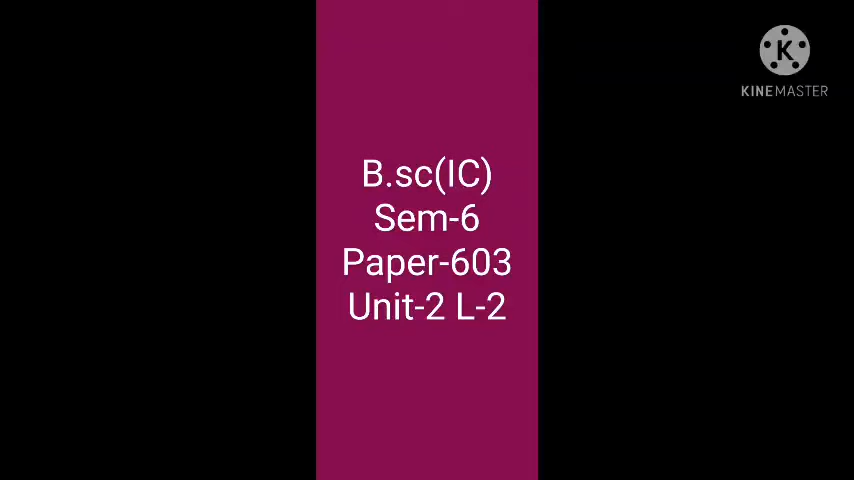 K
KINEMASTER
B.sc(IC)
Sem-6
Paper-603
Unit-2 L-2